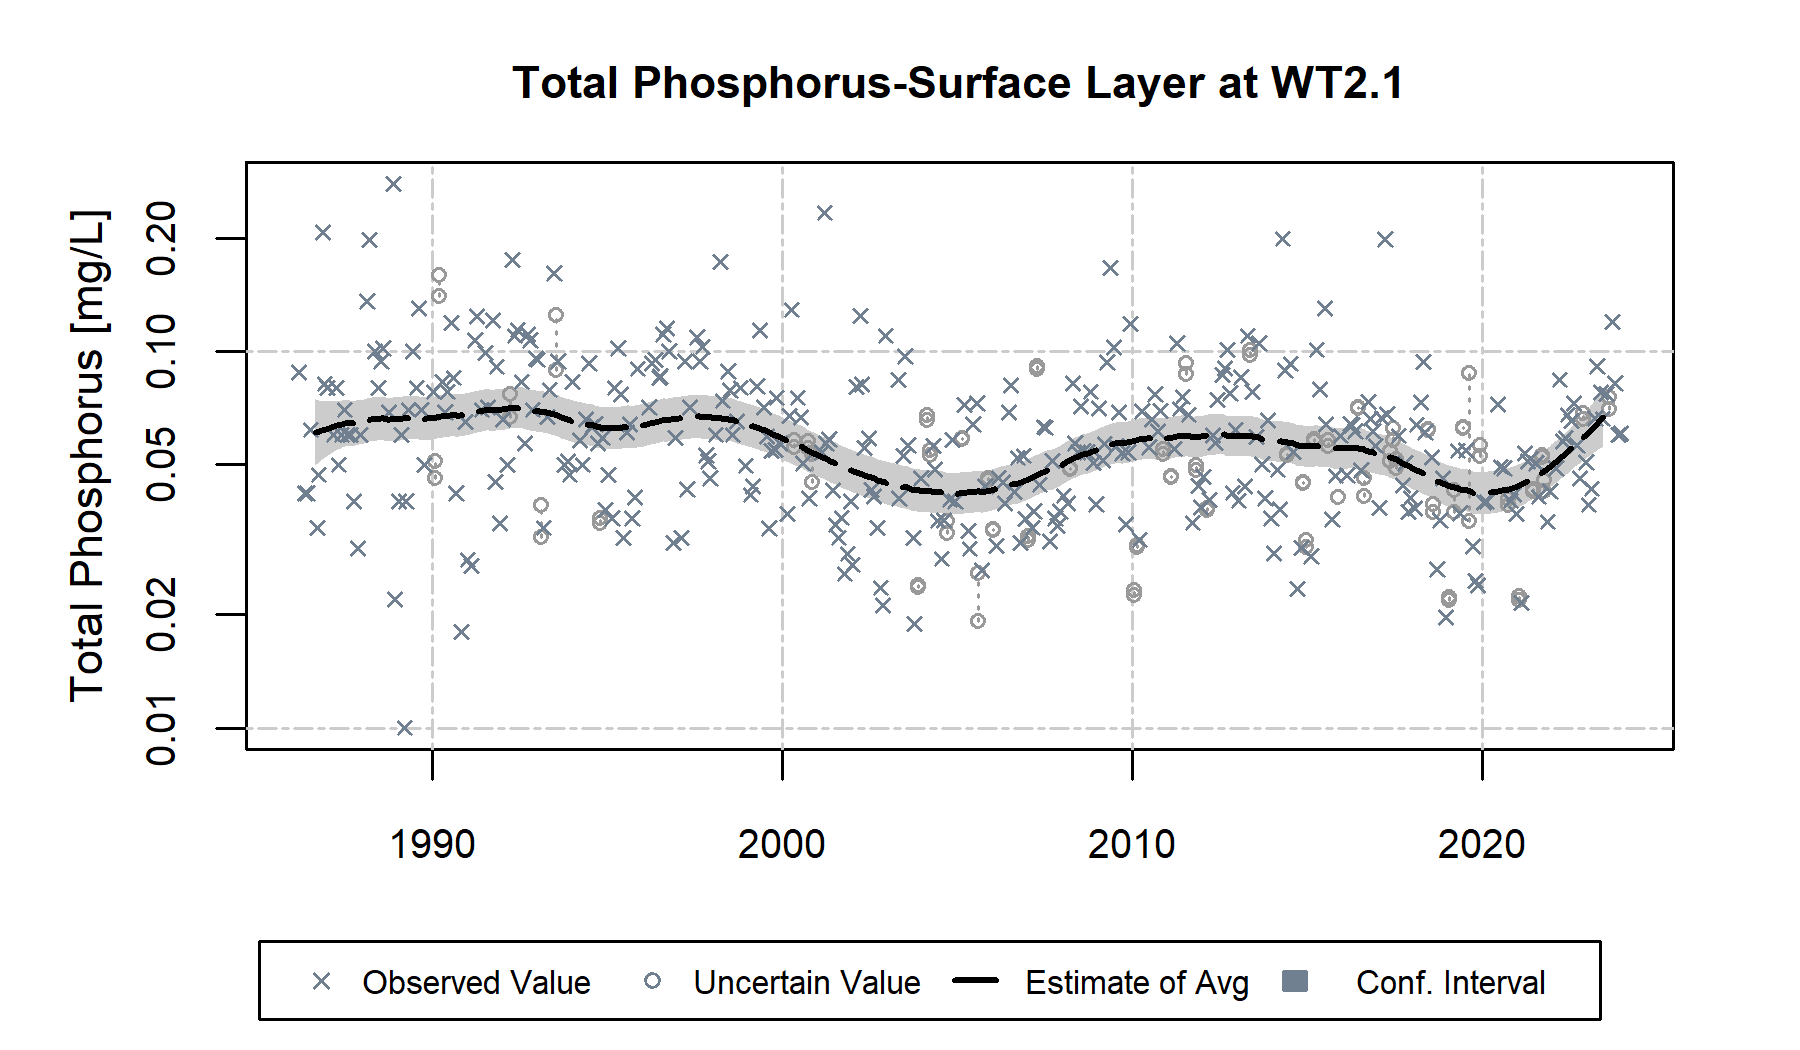 Total Phosphorus-Surface Layer at WT2.1
Total Phosphorus [mg/L]
0.20
0.10
0.05
0.02
0.01
1990 2000 2010 2020
Observed Value Uncertain Value Estimate of Avg Conf. Interval